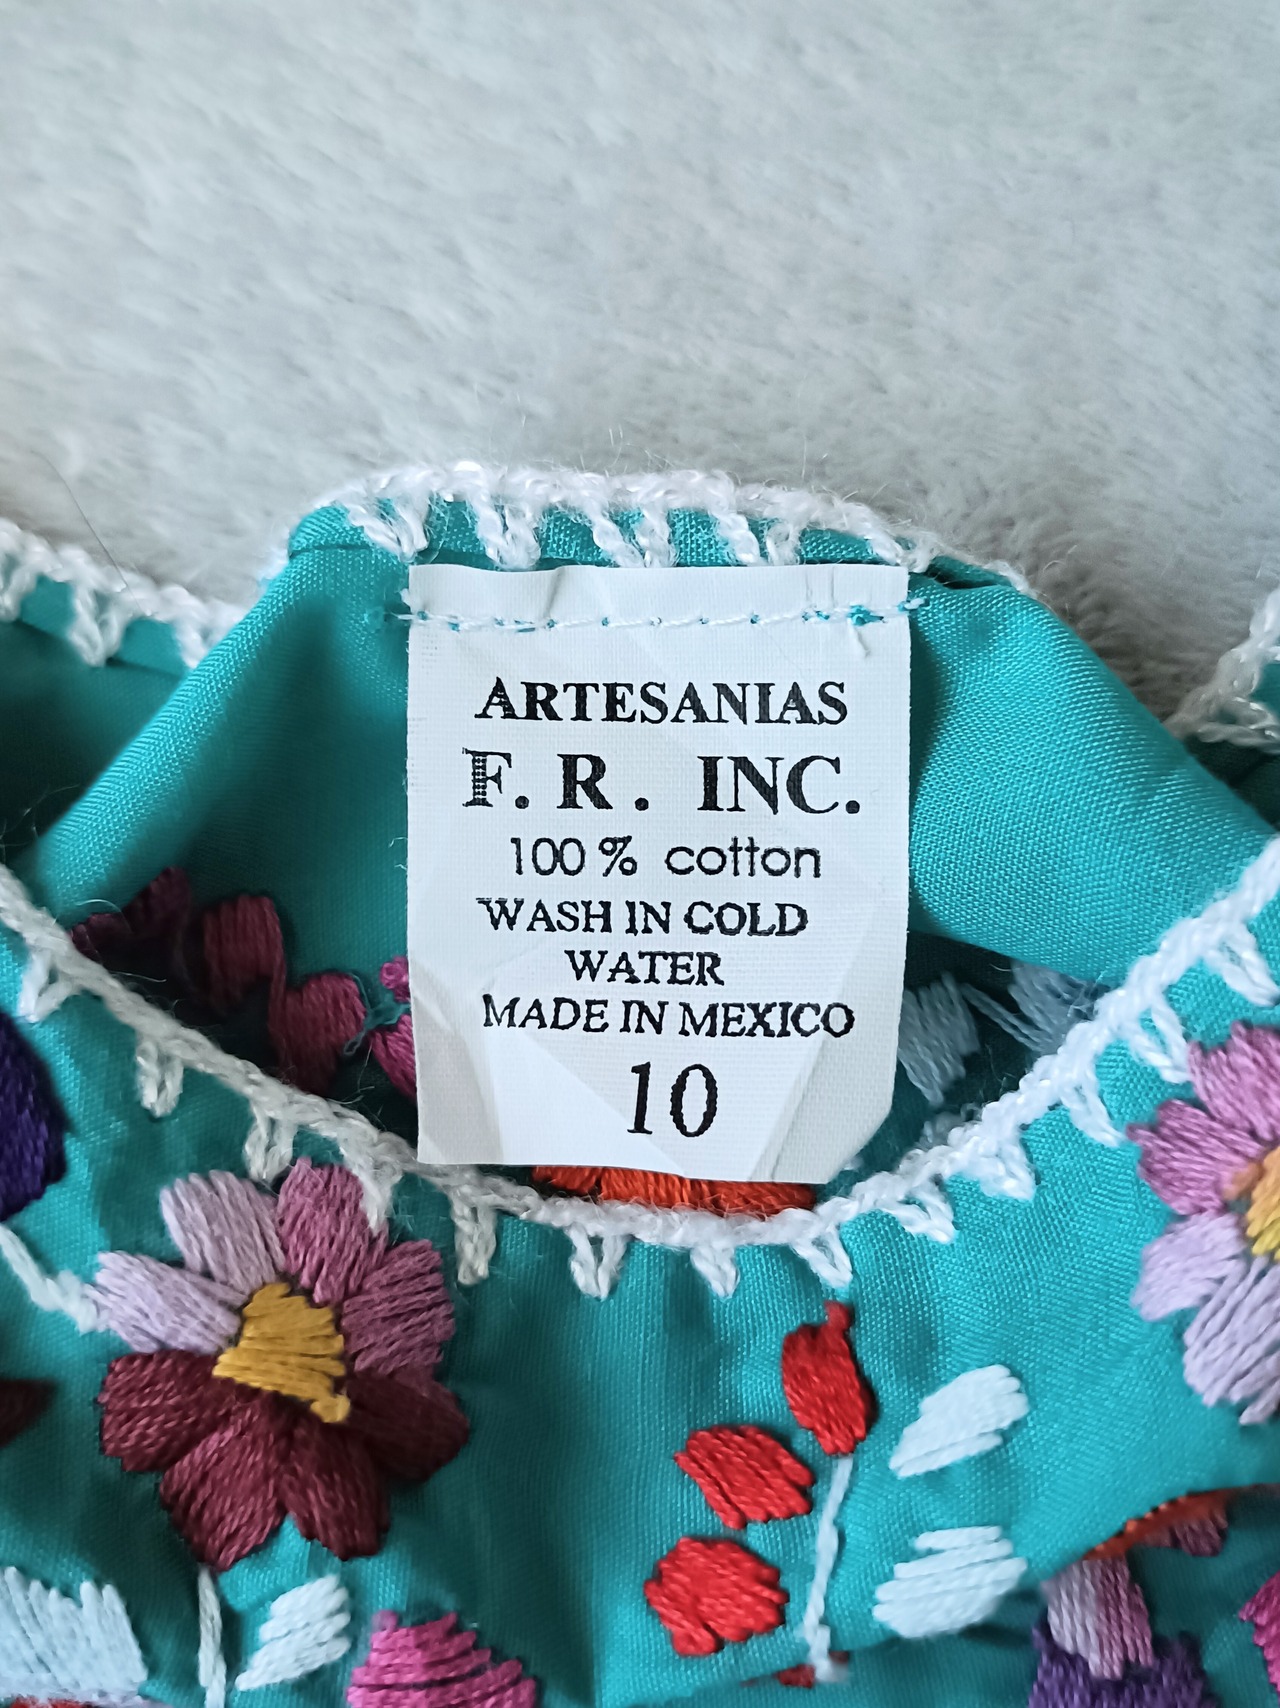 ARTESANIAS
F. R. INC.
100 % cotton
WASH IN COLD
WATER
MADE IN MEXICO
10